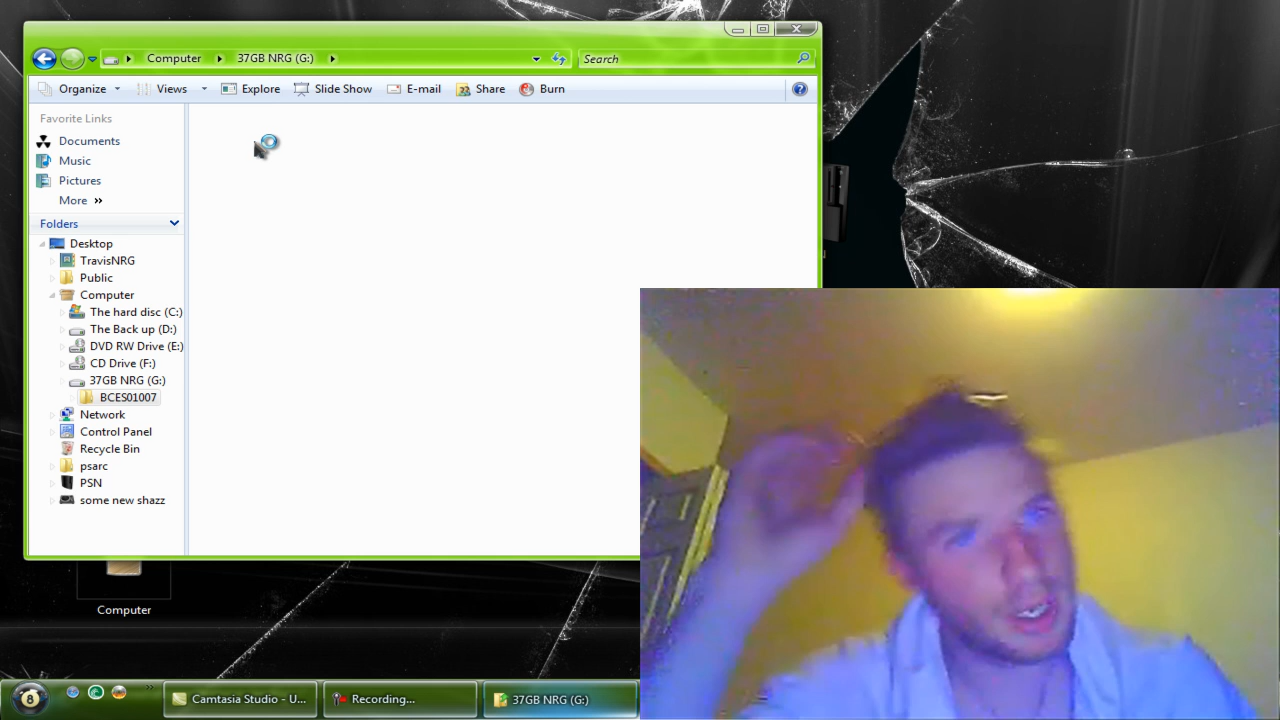 Computer 37GB NRG (G:) Search
Organize Views Explore Slide Show E-mail Share Burn
Favorite Links
Documents
Music
Pictures
More »
Folders
Desktop
TravisNRG
Public
Computer
The hard disc (C:)
The Back up (D:)
DVD RW Drive (E:)
CD Drive (F:)
37GB NRG (G:)
BCES01007
Network
Control Panel
Recycle Bin
psarc
PSN
some new shazz
Computer
8 » Camtasia Studio - U... Recording... 37GB NRG (G:)